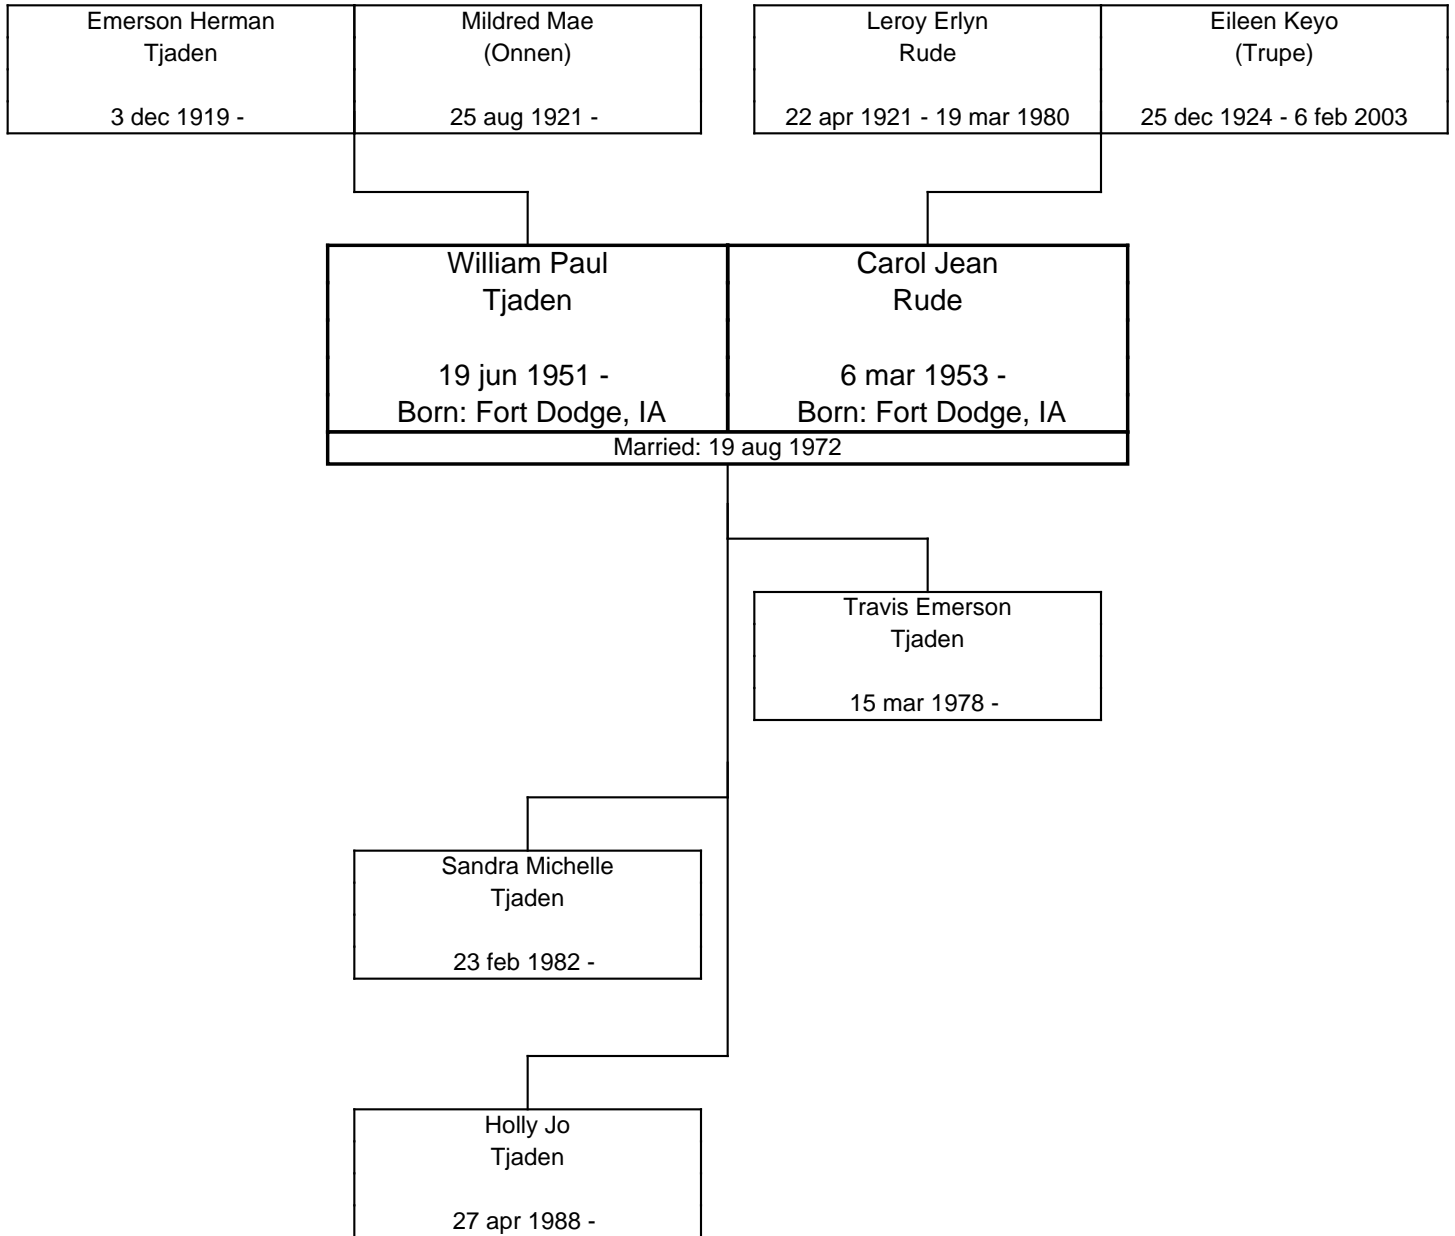 Emerson Herman
Tjaden
3 dec 1919 -
Mildred Mae
(Onnen)
25 aug 1921 -
Leroy Erlyn
Rude
22 apr 1921 - 19 mar 1980
Eileen Keyo
(Trupe)
25 dec 1924 - 6 feb 2003
William Paul
Tjaden
19 jun 1951 -
Born: Fort Dodge, IA
Carol Jean
Rude
6 mar 1953 -
Born: Fort Dodge, IA
Married: 19 aug 1972
Travis Emerson
Tjaden
15 mar 1978 -
Sandra Michelle
Tjaden
23 feb 1982 -
Holly Jo
Tjaden
27 apr 1988 -